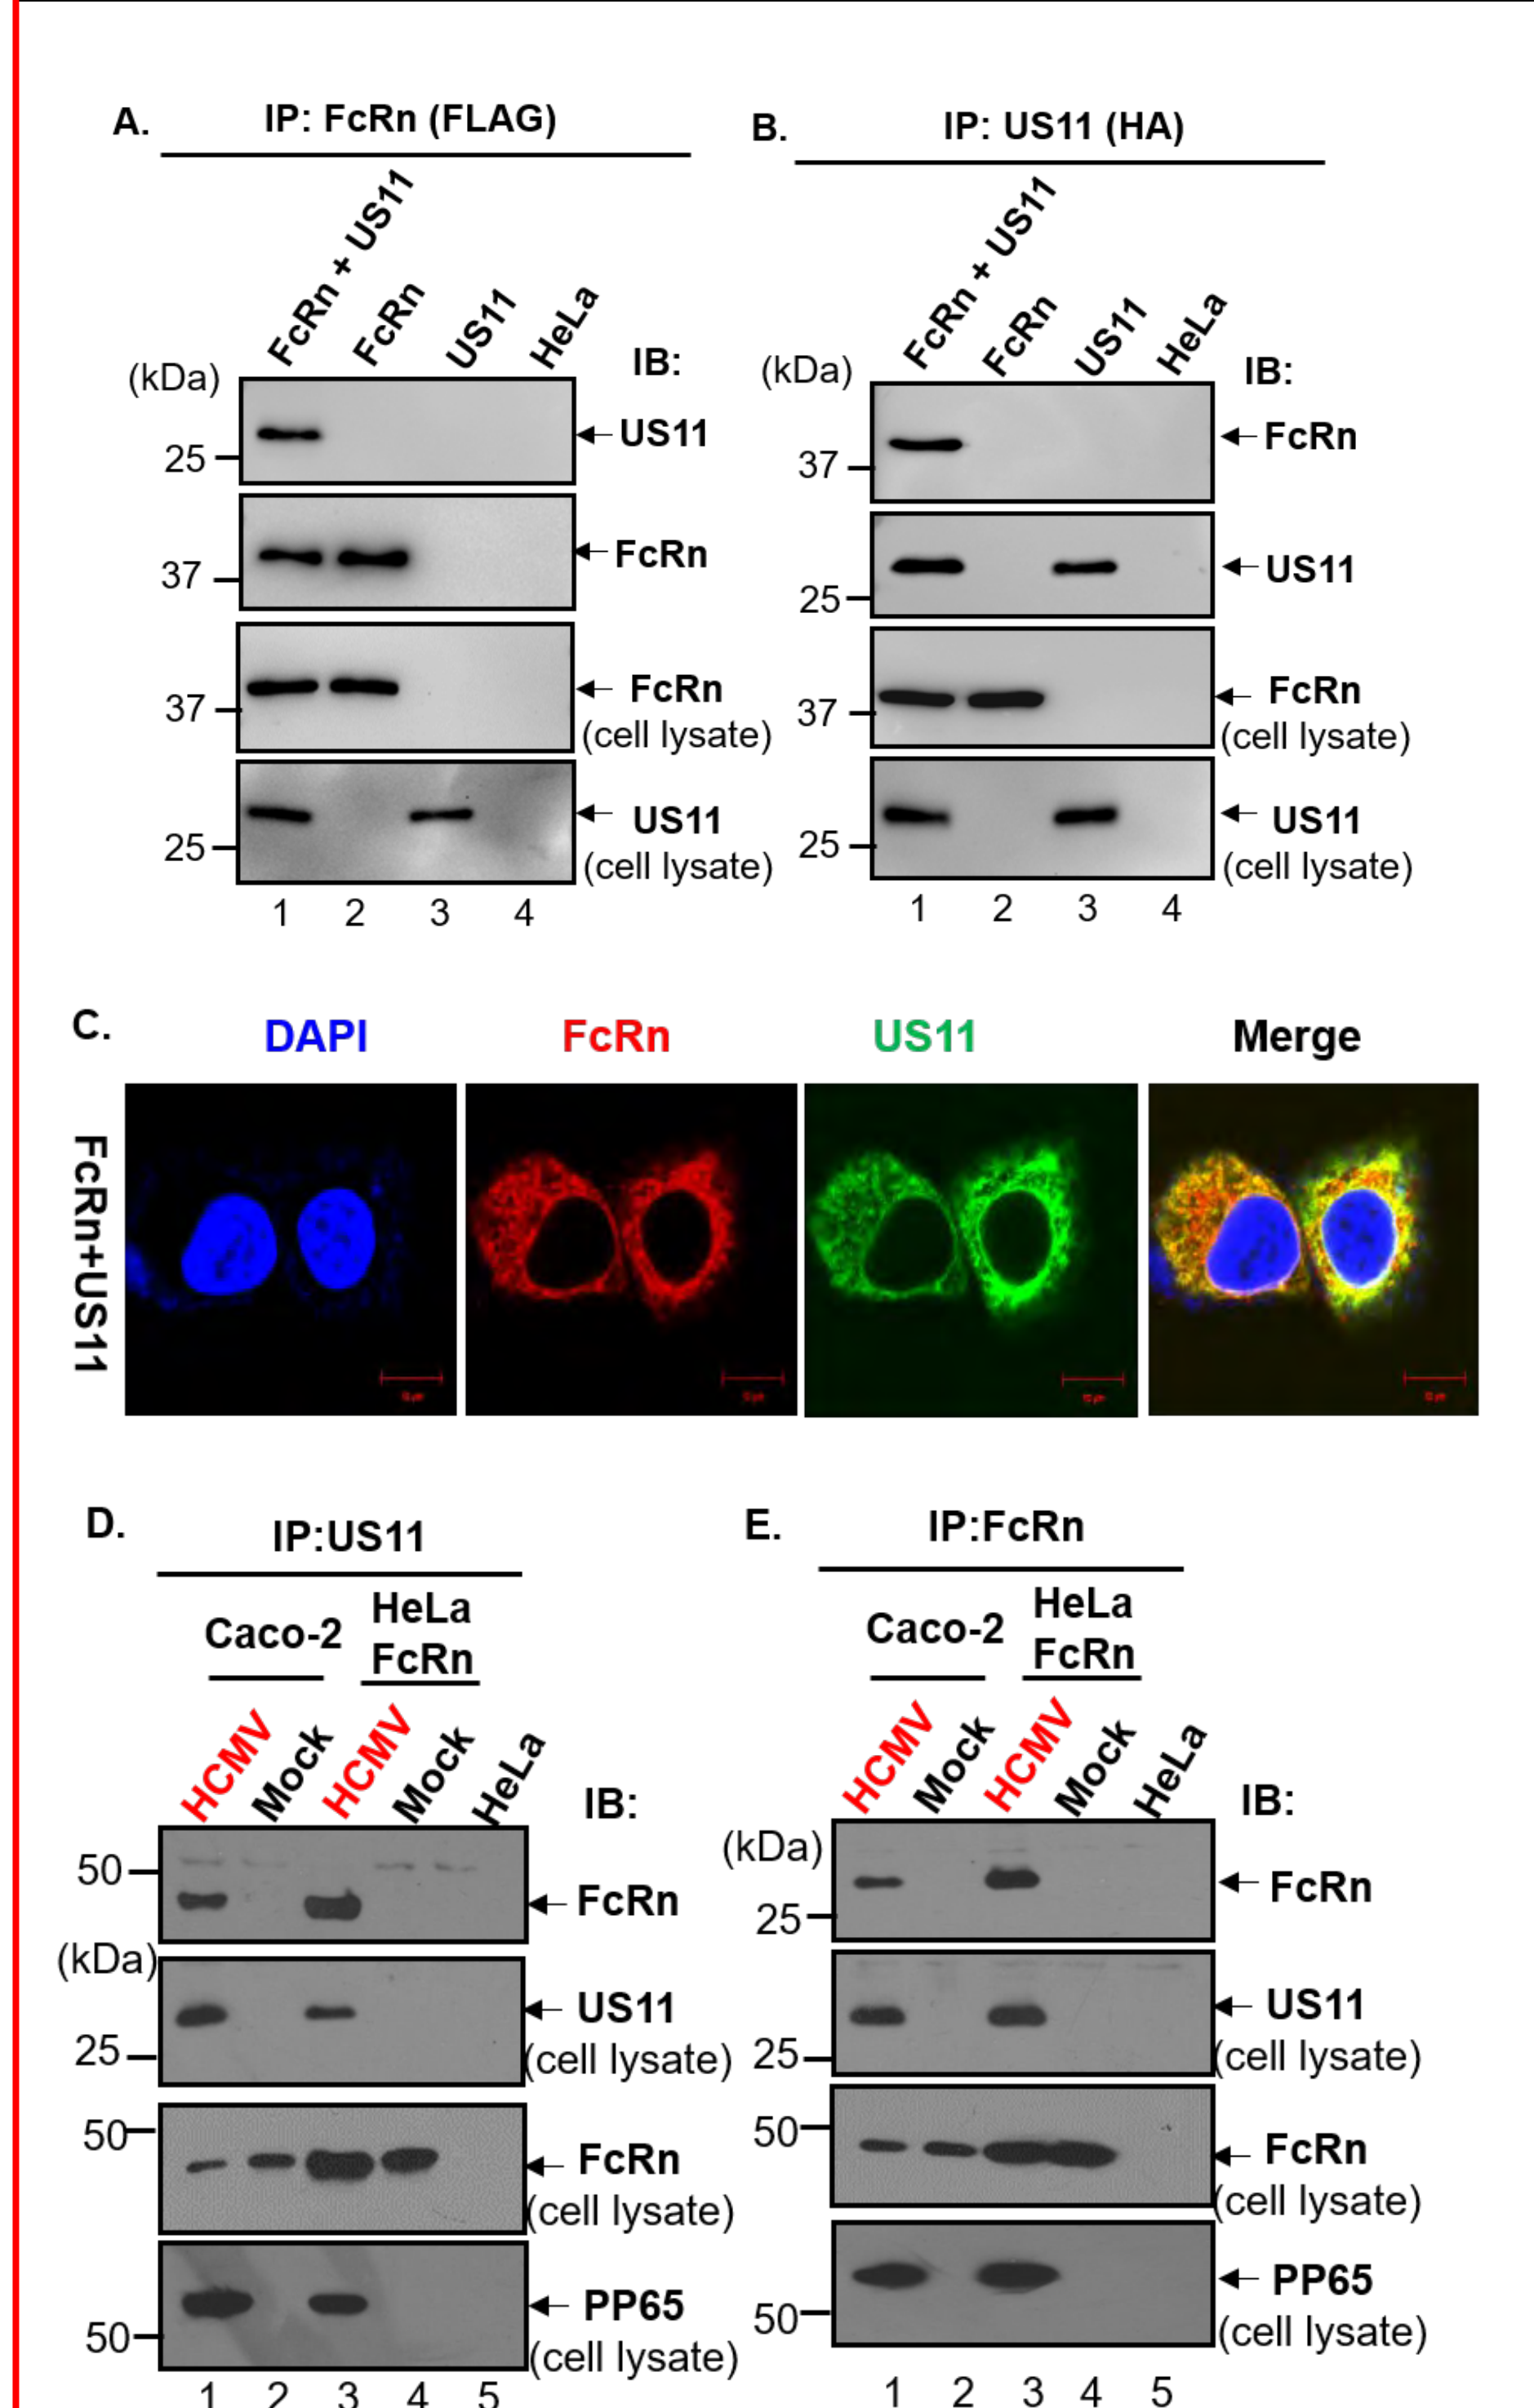 A.
IP: FcRn (FLAG)
FcRn + US11
FcRn
US11
HeLa
(kDa)
IB:
25
US11
37
FcRn
37
FcRn
(cell lysate)
25
US11
(cell lysate)
1 2 3 4
B.
IP: US11 (HA)
FcRn + US11
FcRn
US11
HeLa
(kDa)
IB:
37
FcRn
25
US11
37
FcRn
(cell lysate)
25
US11
(cell lysate)
1 2 3 4
C.
DAPI
FcRn
US11
Merge
FcRn+US11
D.
IP:US11
Caco-2
HeLa
FcRn
HCMV
Mock
HCMV
Mock
HeLa
IB:
50
FcRn
(kDa)
25
US11
(cell lysate)
50
FcRn
(cell lysate)
50
PP65
(cell lysate)
1 2 3 4 5
E.
IP:FcRn
Caco-2
HeLa
FcRn
HCMV
Mock
HCMV
Mock
HeLa
(kDa)
IB:
25
FcRn
25
US11
(cell lysate)
50
FcRn
(cell lysate)
50
PP65
(cell lysate)
1 2 3 4 5